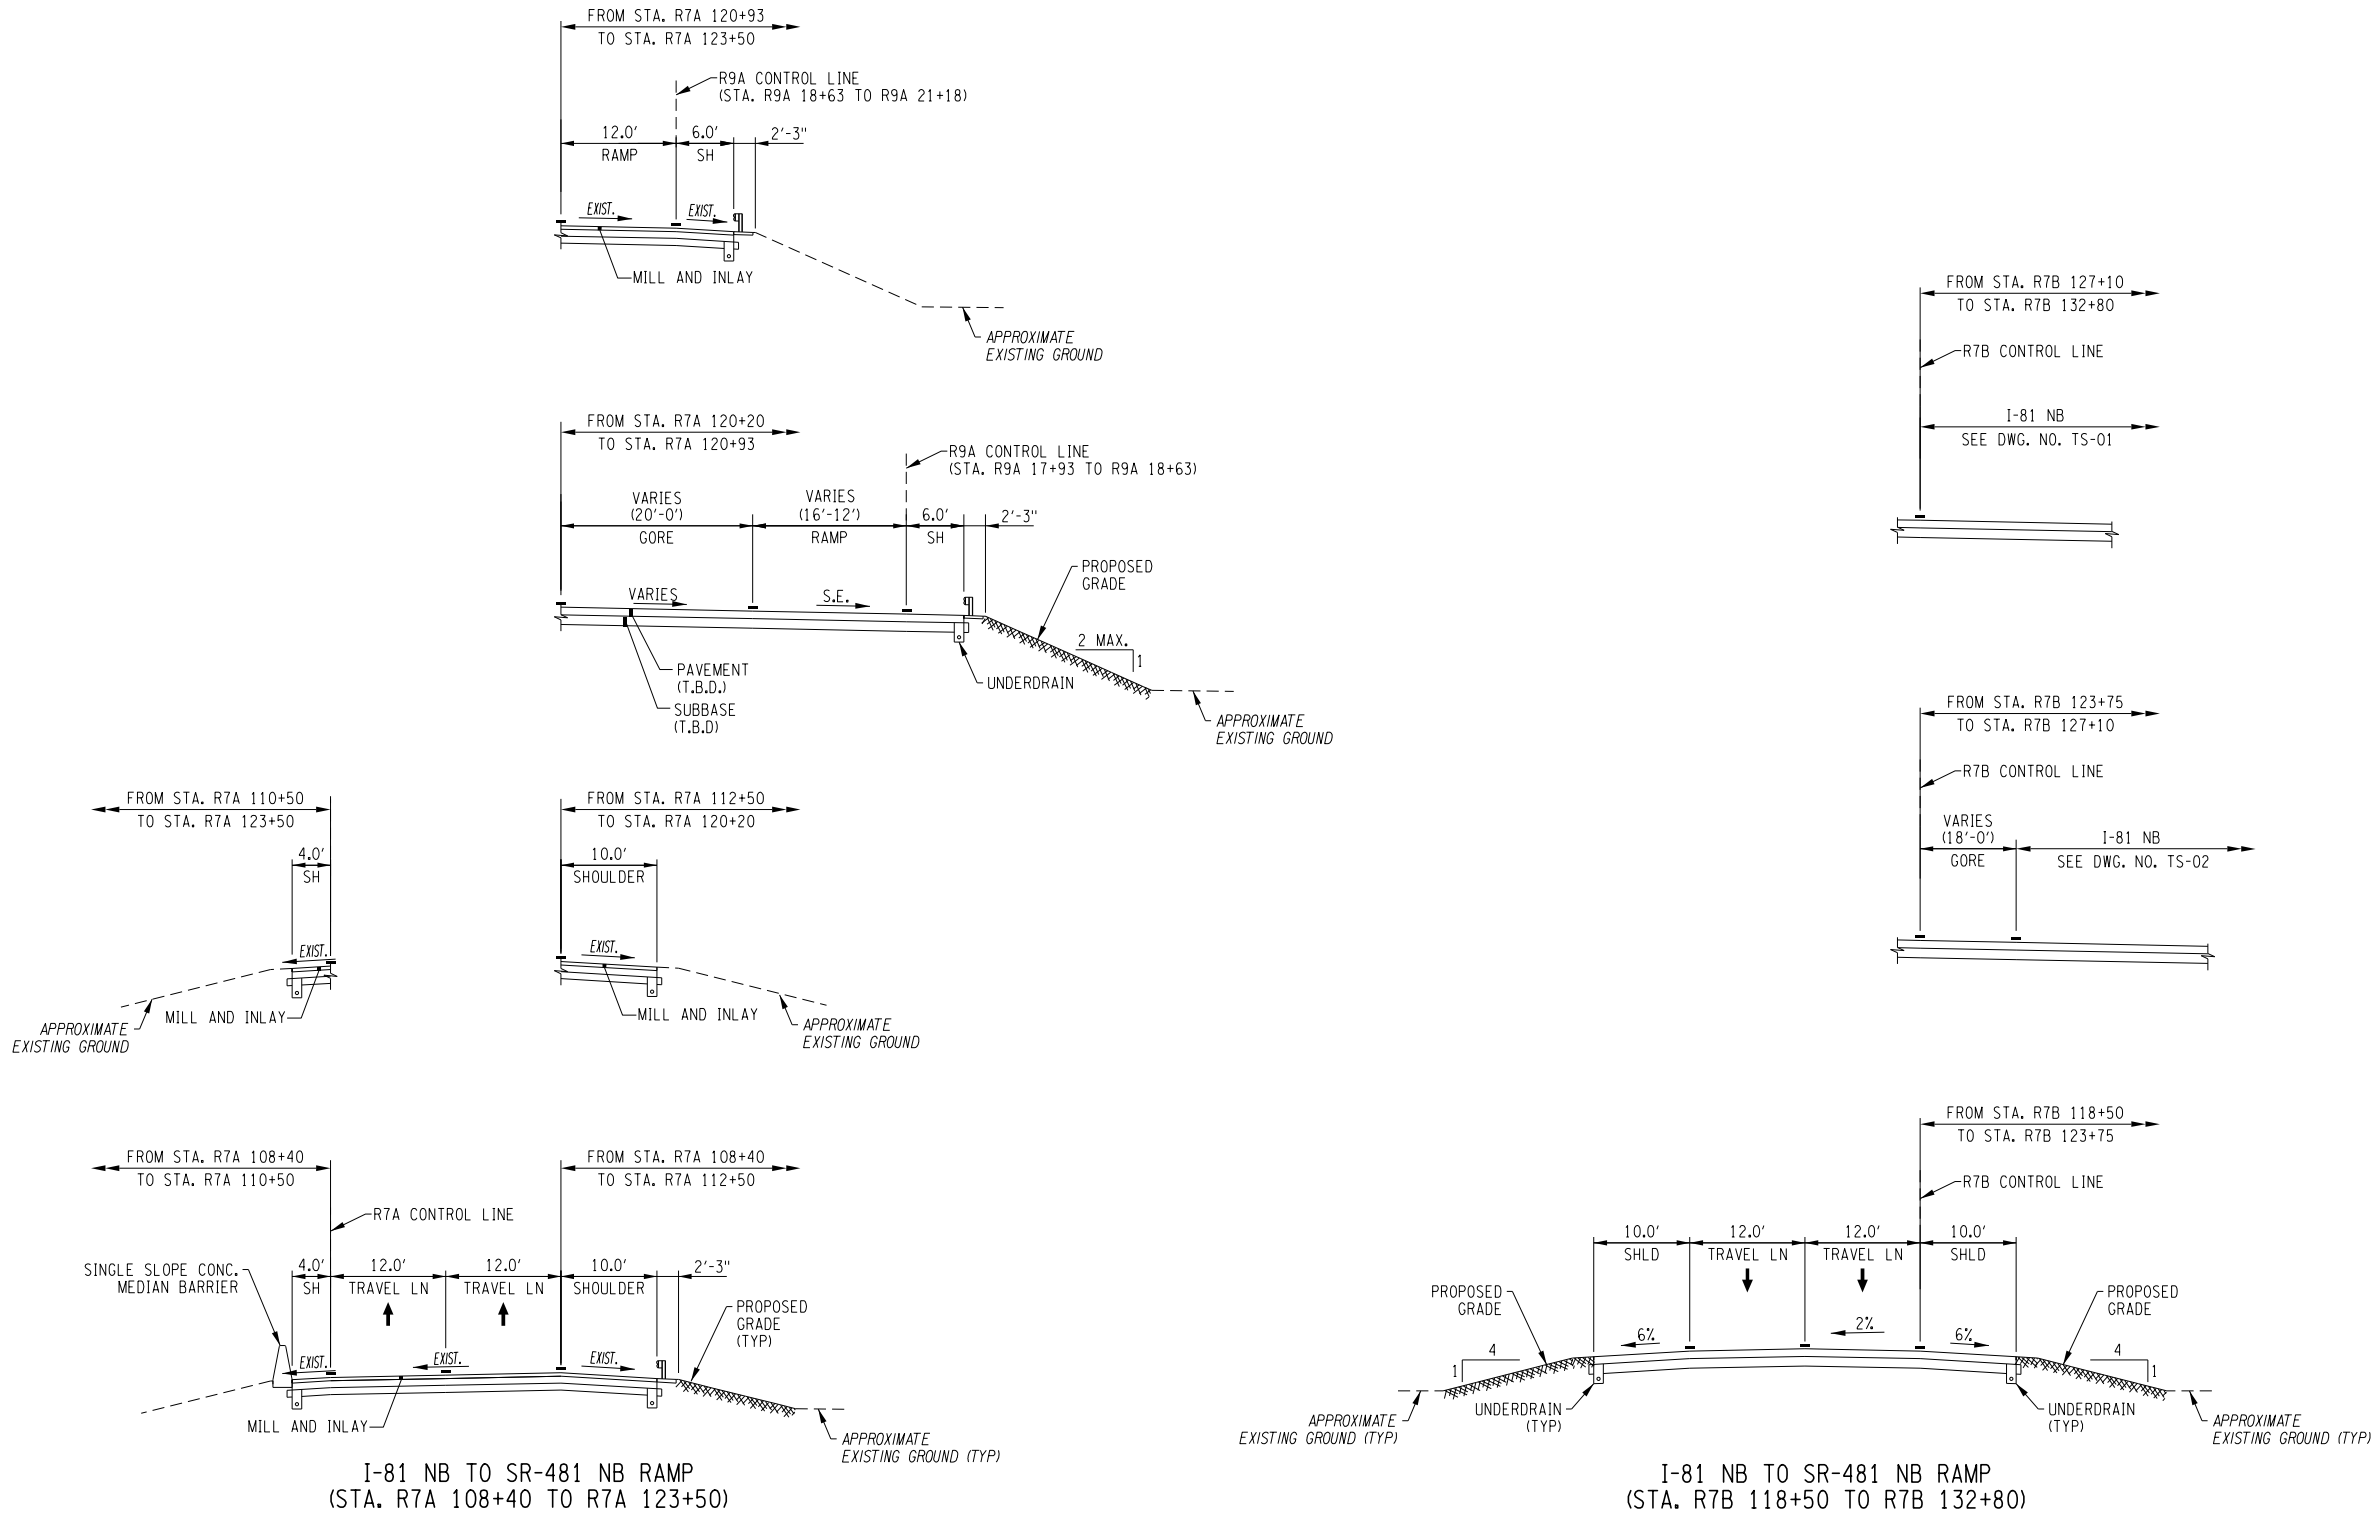 FROM STA. R7A 120+93
TO STA. R7A 123+50
R9A CONTROL LINE
(STA. R9A 18+63 TO R9A 21+18)
12.0'
RAMP
6.0'
SH
2'-3"
EXIST.
EXIST.
MILL AND INLAY
APPROXIMATE
EXISTING GROUND
FROM STA. R7A 120+20
TO STA. R7A 120+93
R9A CONTROL LINE
(STA. R9A 17+93 TO R9A 18+63)
VARIES
(20'-0')
GORE
VARIES
(16'-12')
RAMP
6.0'
SH
2'-3"
VARIES
S.E.
PROPOSED
GRADE
2 MAX.
1
PAVEMENT
(T.B.D.)
SUBBASE
(T.B.D)
UNDERDRAIN
APPROXIMATE
EXISTING GROUND
FROM STA. R7A 110+50
TO STA. R7A 123+50
4.0'
SH
EXIST.
MILL AND INLAY
APPROXIMATE
EXISTING GROUND
FROM STA. R7A 112+50
TO STA. R7A 120+20
10.0'
SHOULDER
EXIST.
MILL AND INLAY
APPROXIMATE
EXISTING GROUND
FROM STA. R7A 108+40
TO STA. R7A 110+50
FROM STA. R7A 108+40
TO STA. R7A 112+50
R7A CONTROL LINE
SINGLE SLOPE CONC.
MEDIAN BARRIER
4.0'
SH
12.0'
TRAVEL LN
12.0'
TRAVEL LN
10.0'
SHOULDER
2'-3"
PROPOSED
GRADE
(TYP)
EXIST.
EXIST.
EXIST.
MILL AND INLAY
APPROXIMATE
EXISTING GROUND (TYP)
I-81 NB TO SR-481 NB RAMP
(STA. R7A 108+40 TO R7A 123+50)
FROM STA. R7B 127+10
TO STA. R7B 132+80
R7B CONTROL LINE
I-81 NB
SEE DWG. NO. TS-01
FROM STA. R7B 123+75
TO STA. R7B 127+10
R7B CONTROL LINE
VARIES
(18'-0')
GORE
I-81 NB
SEE DWG. NO. TS-02
FROM STA. R7B 118+50
TO STA. R7B 123+75
R7B CONTROL LINE
10.0'
SHLD
12.0'
TRAVEL LN
12.0'
TRAVEL LN
10.0'
SHLD
PROPOSED
GRADE
PROPOSED
GRADE
6%
2%
6%
4
1
4
1
UNDERDRAIN
(TYP)
UNDERDRAIN
(TYP)
APPROXIMATE
EXISTING GROUND (TYP)
APPROXIMATE
EXISTING GROUND (TYP)
I-81 NB TO SR-481 NB RAMP
(STA. R7B 118+50 TO R7B 132+80)